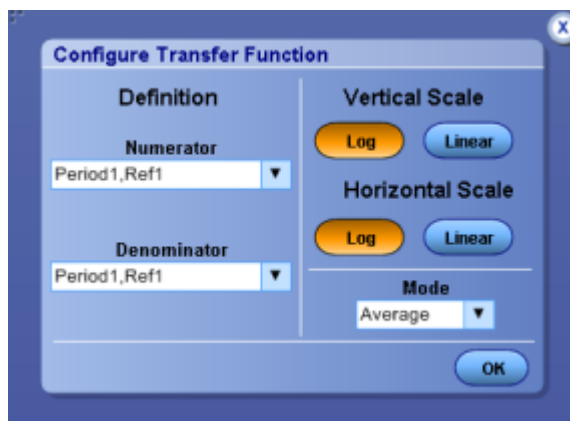 X
Configure Transfer Function
Definition
Numerator
Period1,Ref1
Denominator
Period1,Ref1
Vertical Scale
Log
Linear
Horizontal Scale
Log
Linear
Mode
Average
OK